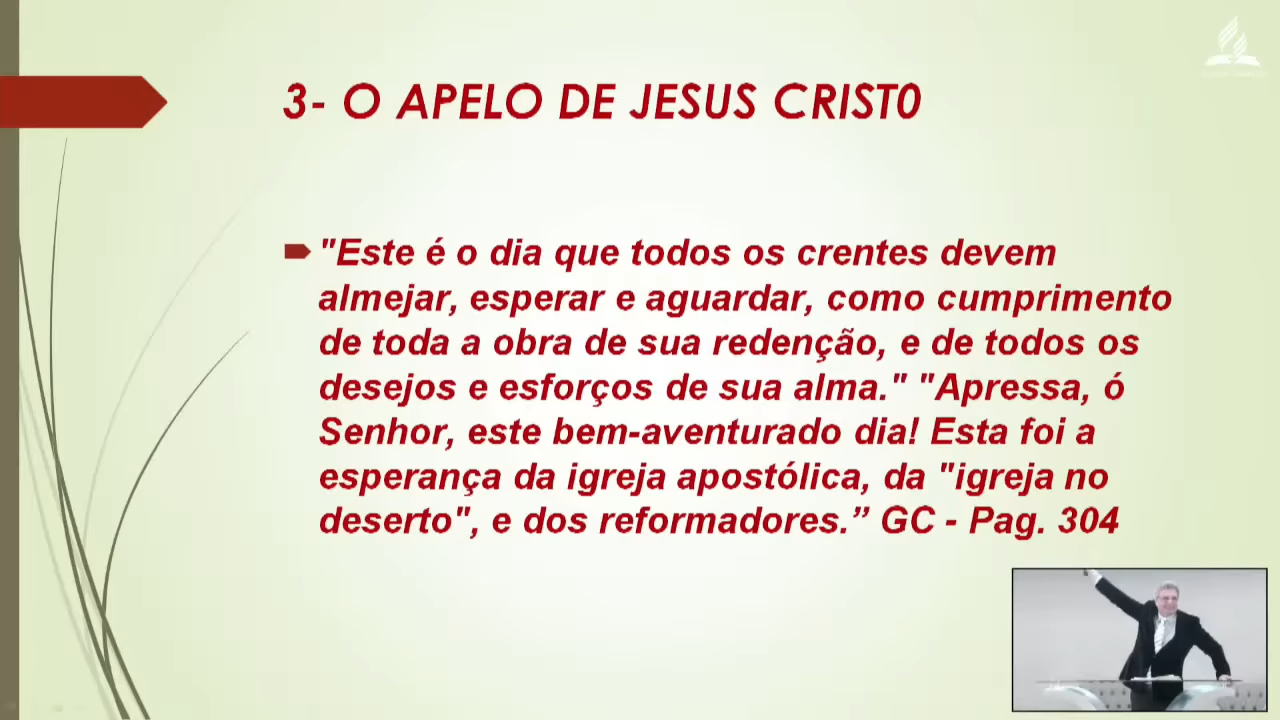 3- O APELO DE JESUS CRIST0
"Este é o dia que todos os crentes devem
almejar, esperar e aguardar, como cumprimento
de toda a obra de sua redenção, e de todos os
desejos e esforços de sua alma." "Apressa, ó
Senhor, este bem-aventurado dia! Esta foi a
esperança da igreja apostólica, da "igreja no
deserto", e dos reformadores.” GC - Pag. 304